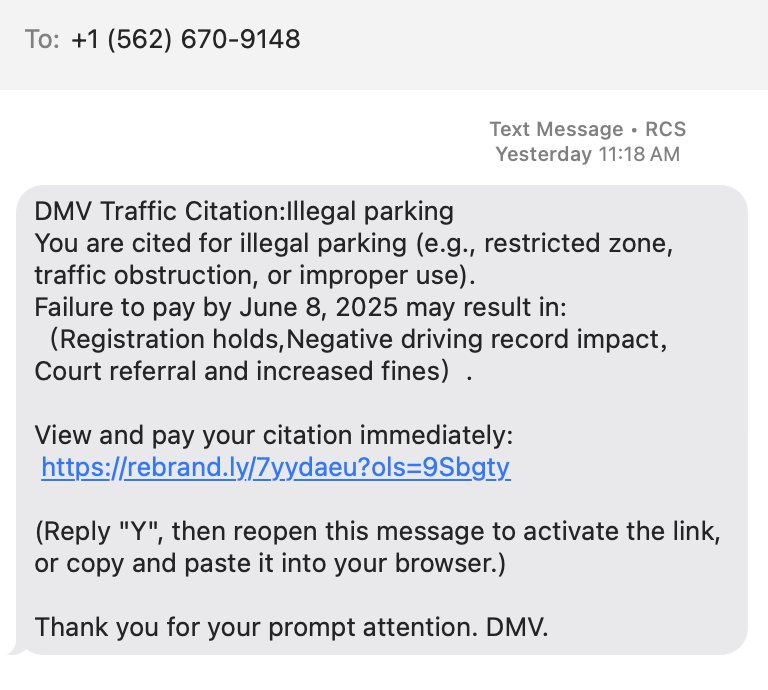 To: +1 (562) 670-9148
Text Message • RCS
Yesterday 11:18 AM
DMV Traffic Citation:Illegal parking
You are cited for illegal parking (e.g., restricted zone,
traffic obstruction, or improper use).
Failure to pay by June 8, 2025 may result in:
（Registration holds,Negative driving record impact,
Court referral and increased fines） .
View and pay your citation immediately:
https://rebrand.ly/7yydaeu?ols=9Sbgty
(Reply "Y", then reopen this message to activate the link,
or copy and paste it into your browser.)
Thank you for your prompt attention. DMV.